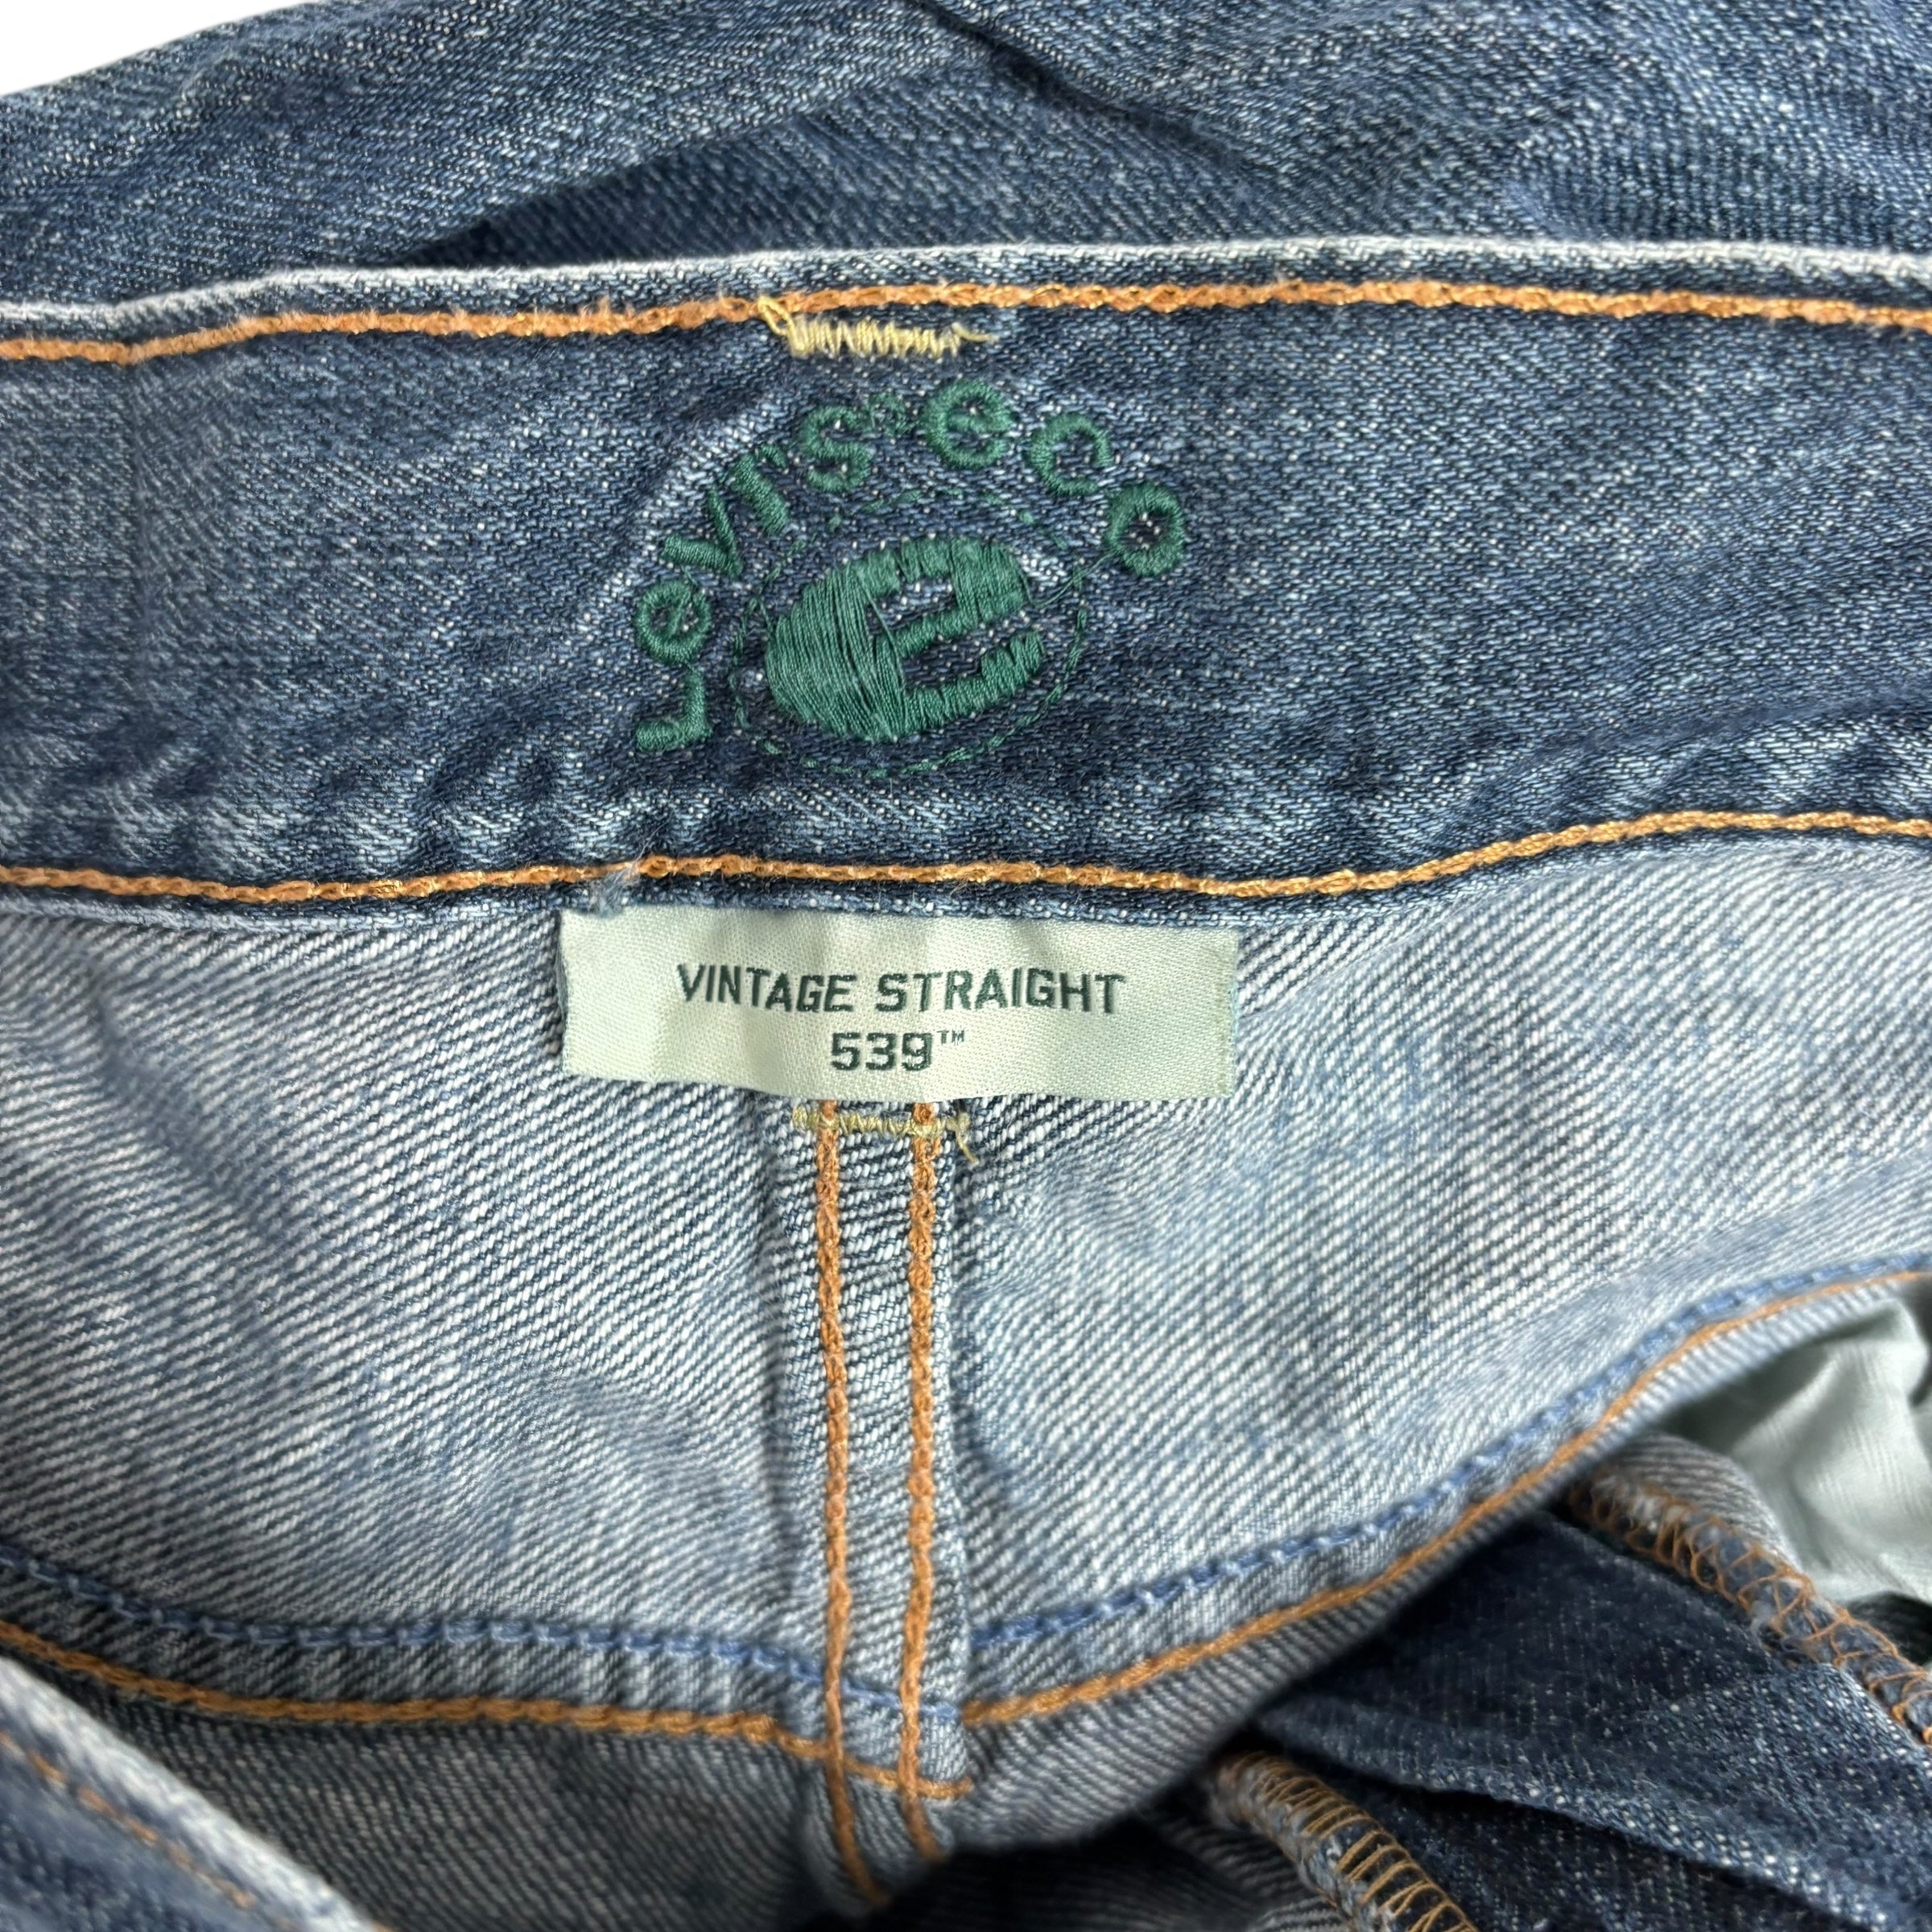 Levi's® eco
e
VINTAGE STRAIGHT
539™